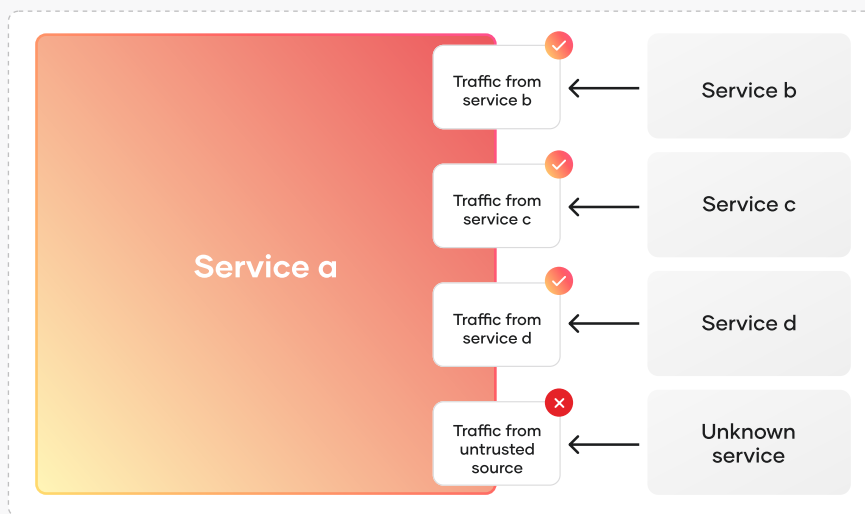 Traffic from
service b
Service b
Traffic from
service c
Service c
Service a
Traffic from
service d
Service d
Traffic from
untrusted
source
Unknown
service